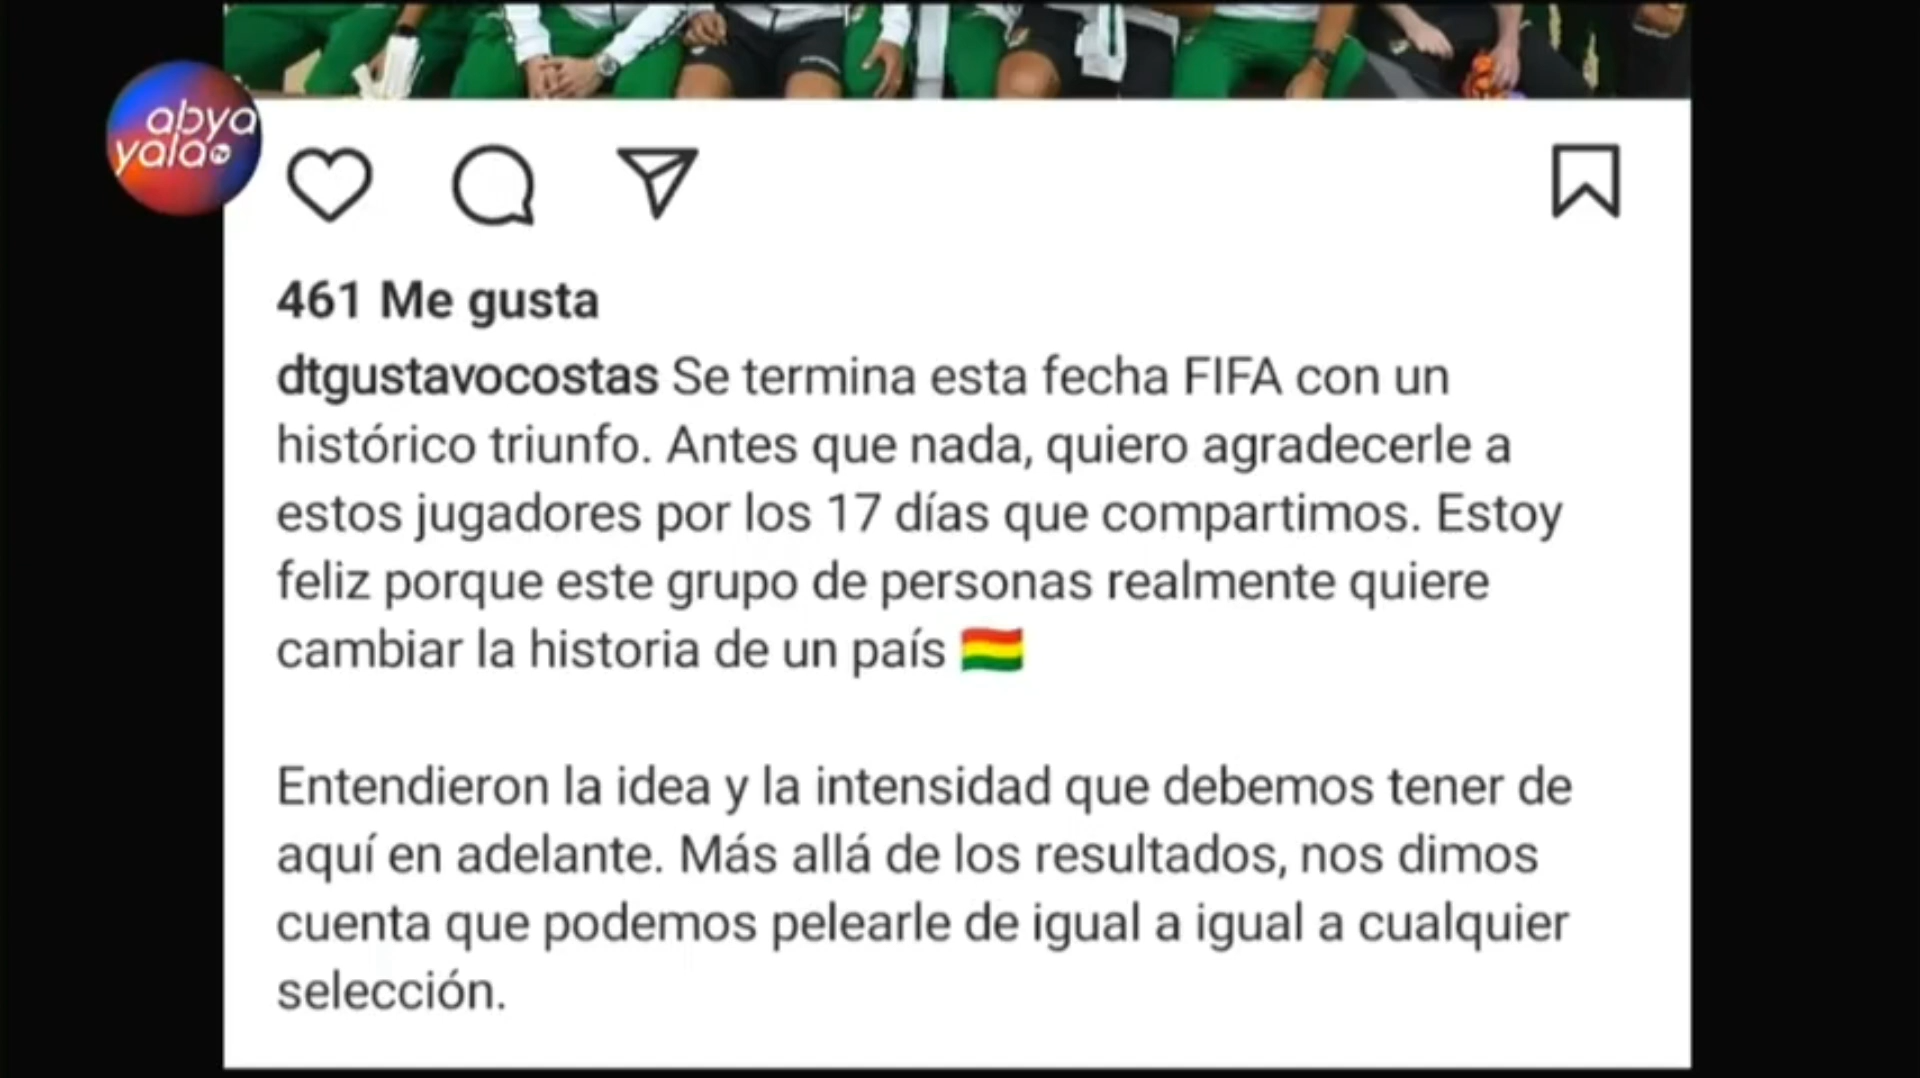 abya
yala tv
461 Me gusta
dtgustavocostas Se termina esta fecha FIFA con un
histórico triunfo. Antes que nada, quiero agradecerle a
estos jugadores por los 17 días que compartimos. Estoy
feliz porque este grupo de personas realmente quiere
cambiar la historia de un país 🇧🇴
Entendieron la idea y la intensidad que debemos tener de
aquí en adelante. Más allá de los resultados, nos dimos
cuenta que podemos pelearle de igual a igual a cualquier
selección.